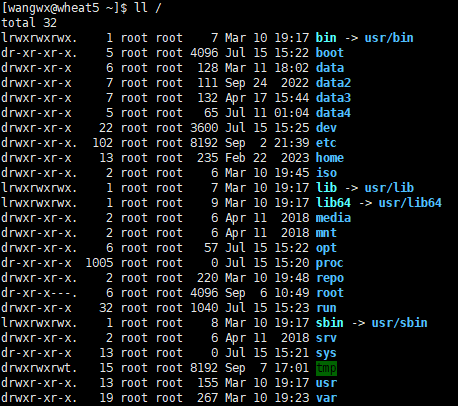 [wangwx@wheat5 ~]$ ll /
total 32
lrwxrwxrwx.    1 root root    7 Mar 10 19:17 bin -> usr/bin
dr-xr-xr-x.    5 root root 4096 Jul 15 15:22 boot
drwxr-xr-x     6 root root  128 Mar 11 18:02 data
drwxr-xr-x     7 root root  111 Sep 24  2022 data2
drwxr-xr-x     7 root root  132 Apr 17 15:44 data3
drwxr-xr-x     5 root root   65 Jul 11 01:04 data4
drwxr-xr-x    22 root root 3600 Jul 15 15:25 dev
drwxr-xr-x.  102 root root 8192 Sep  2 21:39 etc
drwxr-xr-x    13 root root  235 Feb 22  2023 home
drwxr-xr-x.    2 root root    6 Mar 10 19:45 iso
lrwxrwxrwx.    1 root root    7 Mar 10 19:17 lib -> usr/lib
lrwxrwxrwx.    1 root root    9 Mar 10 19:17 lib64 -> usr/lib64
drwxr-xr-x.    2 root root    6 Apr 11  2018 media
drwxr-xr-x.    2 root root    6 Apr 11  2018 mnt
drwxr-xr-x.    6 root root   57 Jul 15 15:22 opt
dr-xr-xr-x  1005 root root    0 Jul 15 15:20 proc
drwxr-xr-x.    2 root root  220 Mar 10 19:48 repo
dr-xr-x---.    6 root root 4096 Sep  6 10:49 root
drwxr-xr-x    32 root root 1040 Jul 15 15:23 run
lrwxrwxrwx.    1 root root    8 Mar 10 19:17 sbin -> usr/sbin
drwxr-xr-x.    2 root root    6 Apr 11  2018 srv
dr-xr-xr-x    13 root root    0 Jul 15 15:21 sys
drwxrwxrwt.   15 root root 8192 Sep  7 17:01 tmp
drwxr-xr-x.   13 root root  155 Mar 10 19:17 usr
drwxr-xr-x.   19 root root  267 Mar 10 19:23 var